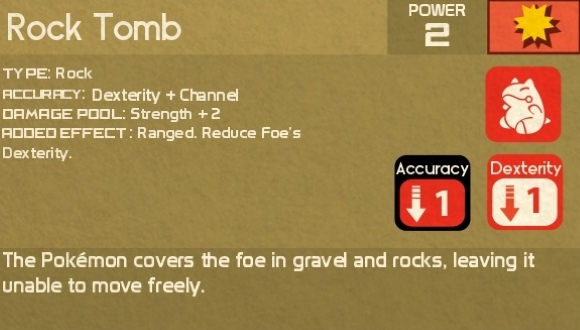 Rock Tomb
POWER
2
TYPE: Rock
ACCURACY: Dexterity + Channel
DAMAGE POOL: Strength + 2
ADDED EFFECT: Ranged. Reduce Foe's
Dexterity.
Accuracy
1
Dexterity
1
The Pokémon covers the foe in gravel and rocks, leaving it
unable to move freely.